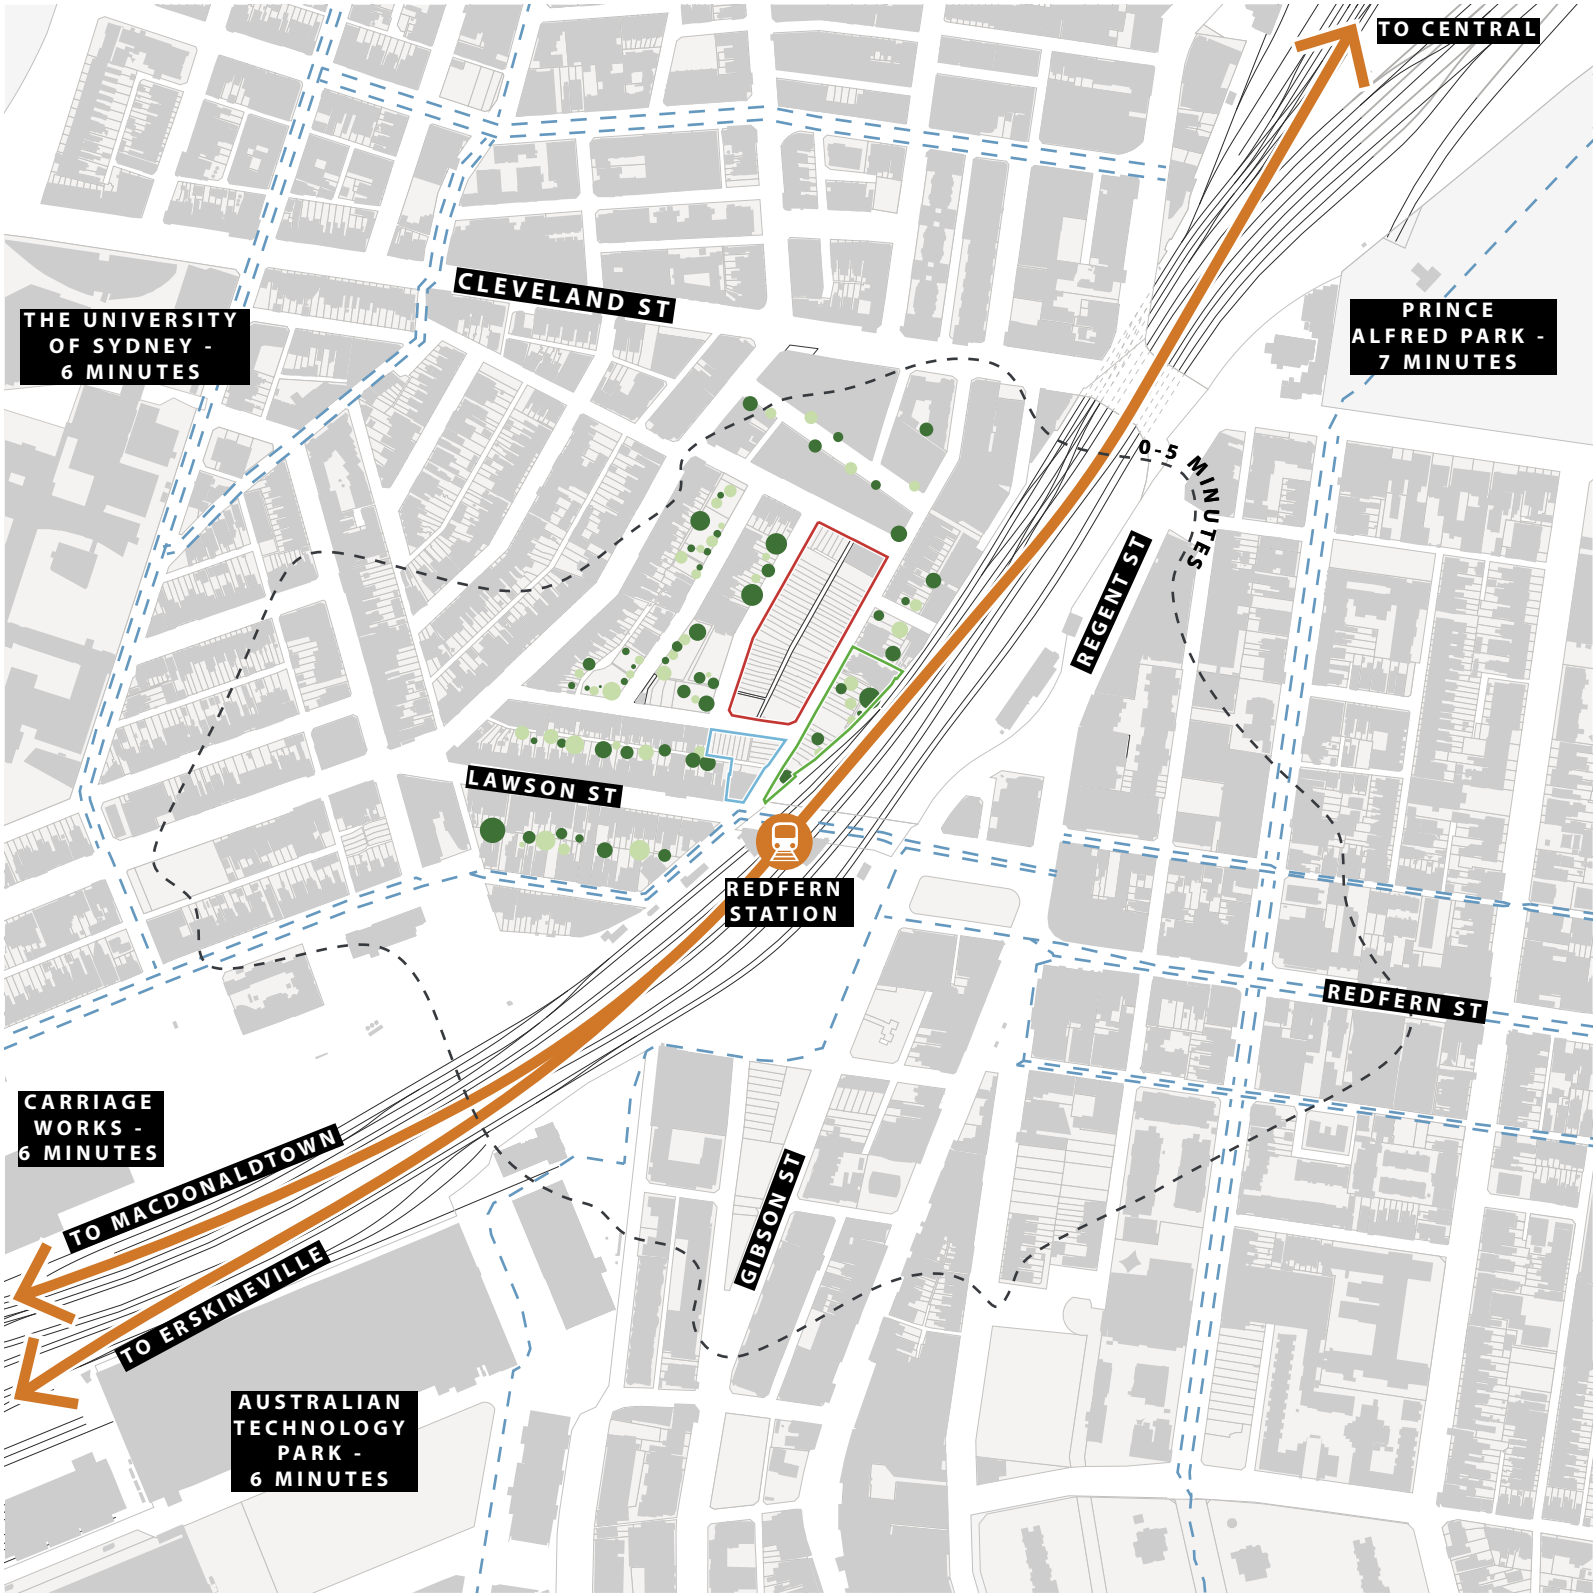 TO CENTRAL
CLEVELAND ST
THE UNIVERSITY
OF SYDNEY -
6 MINUTES
PRINCE
ALFRED PARK -
7 MINUTES
0-5 MINUTES
REGENT ST
LAWSON ST
REDFERN
STATION
REDFERN ST
CARRIAGE
WORKS -
6 MINUTES
TO MACDONALDTOWN
GIBSON ST
TO ERSKINEVILLE
AUSTRALIAN
TECHNOLOGY
PARK -
6 MINUTES